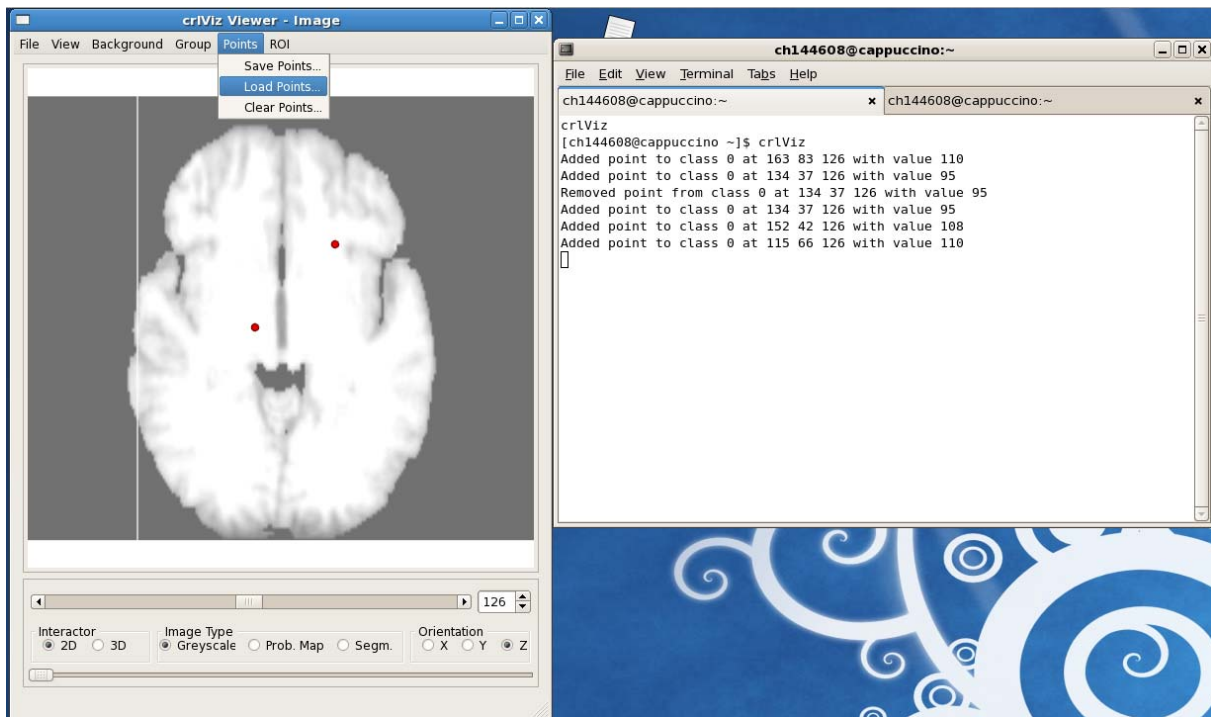 crlViz Viewer - Image
File View Background Group Points ROI
Save Points...
Load Points...
Clear Points...
126
Interactor
2D 3D
Image Type
Greyscale Prob. Map Segm.
Orientation
X Y Z
ch144608@cappuccino:~
File Edit View Terminal Tabs Help
ch144608@cappuccino:~ ch144608@cappuccino:~
crlViz
[ch144608@cappuccino ~]$ crlViz
Added point to class 0 at 163 83 126 with value 110
Added point to class 0 at 134 37 126 with value 95
Removed point from class 0 at 134 37 126 with value 95
Added point to class 0 at 134 37 126 with value 95
Added point to class 0 at 152 42 126 with value 108
Added point to class 0 at 115 66 126 with value 110